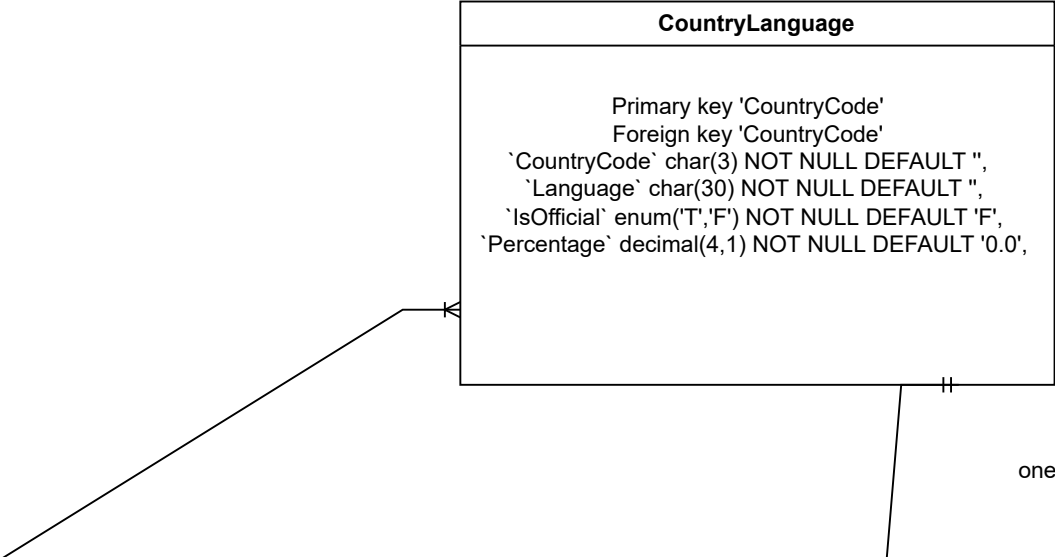 CountryLanguage
Primary key 'CountryCode'
Foreign key 'CountryCode'
`CountryCode` char(3) NOT NULL DEFAULT '',
`Language` char(30) NOT NULL DEFAULT '',
`IsOfficial` enum('T','F') NOT NULL DEFAULT 'F',
`Percentage` decimal(4,1) NOT NULL DEFAULT '0.0',
one